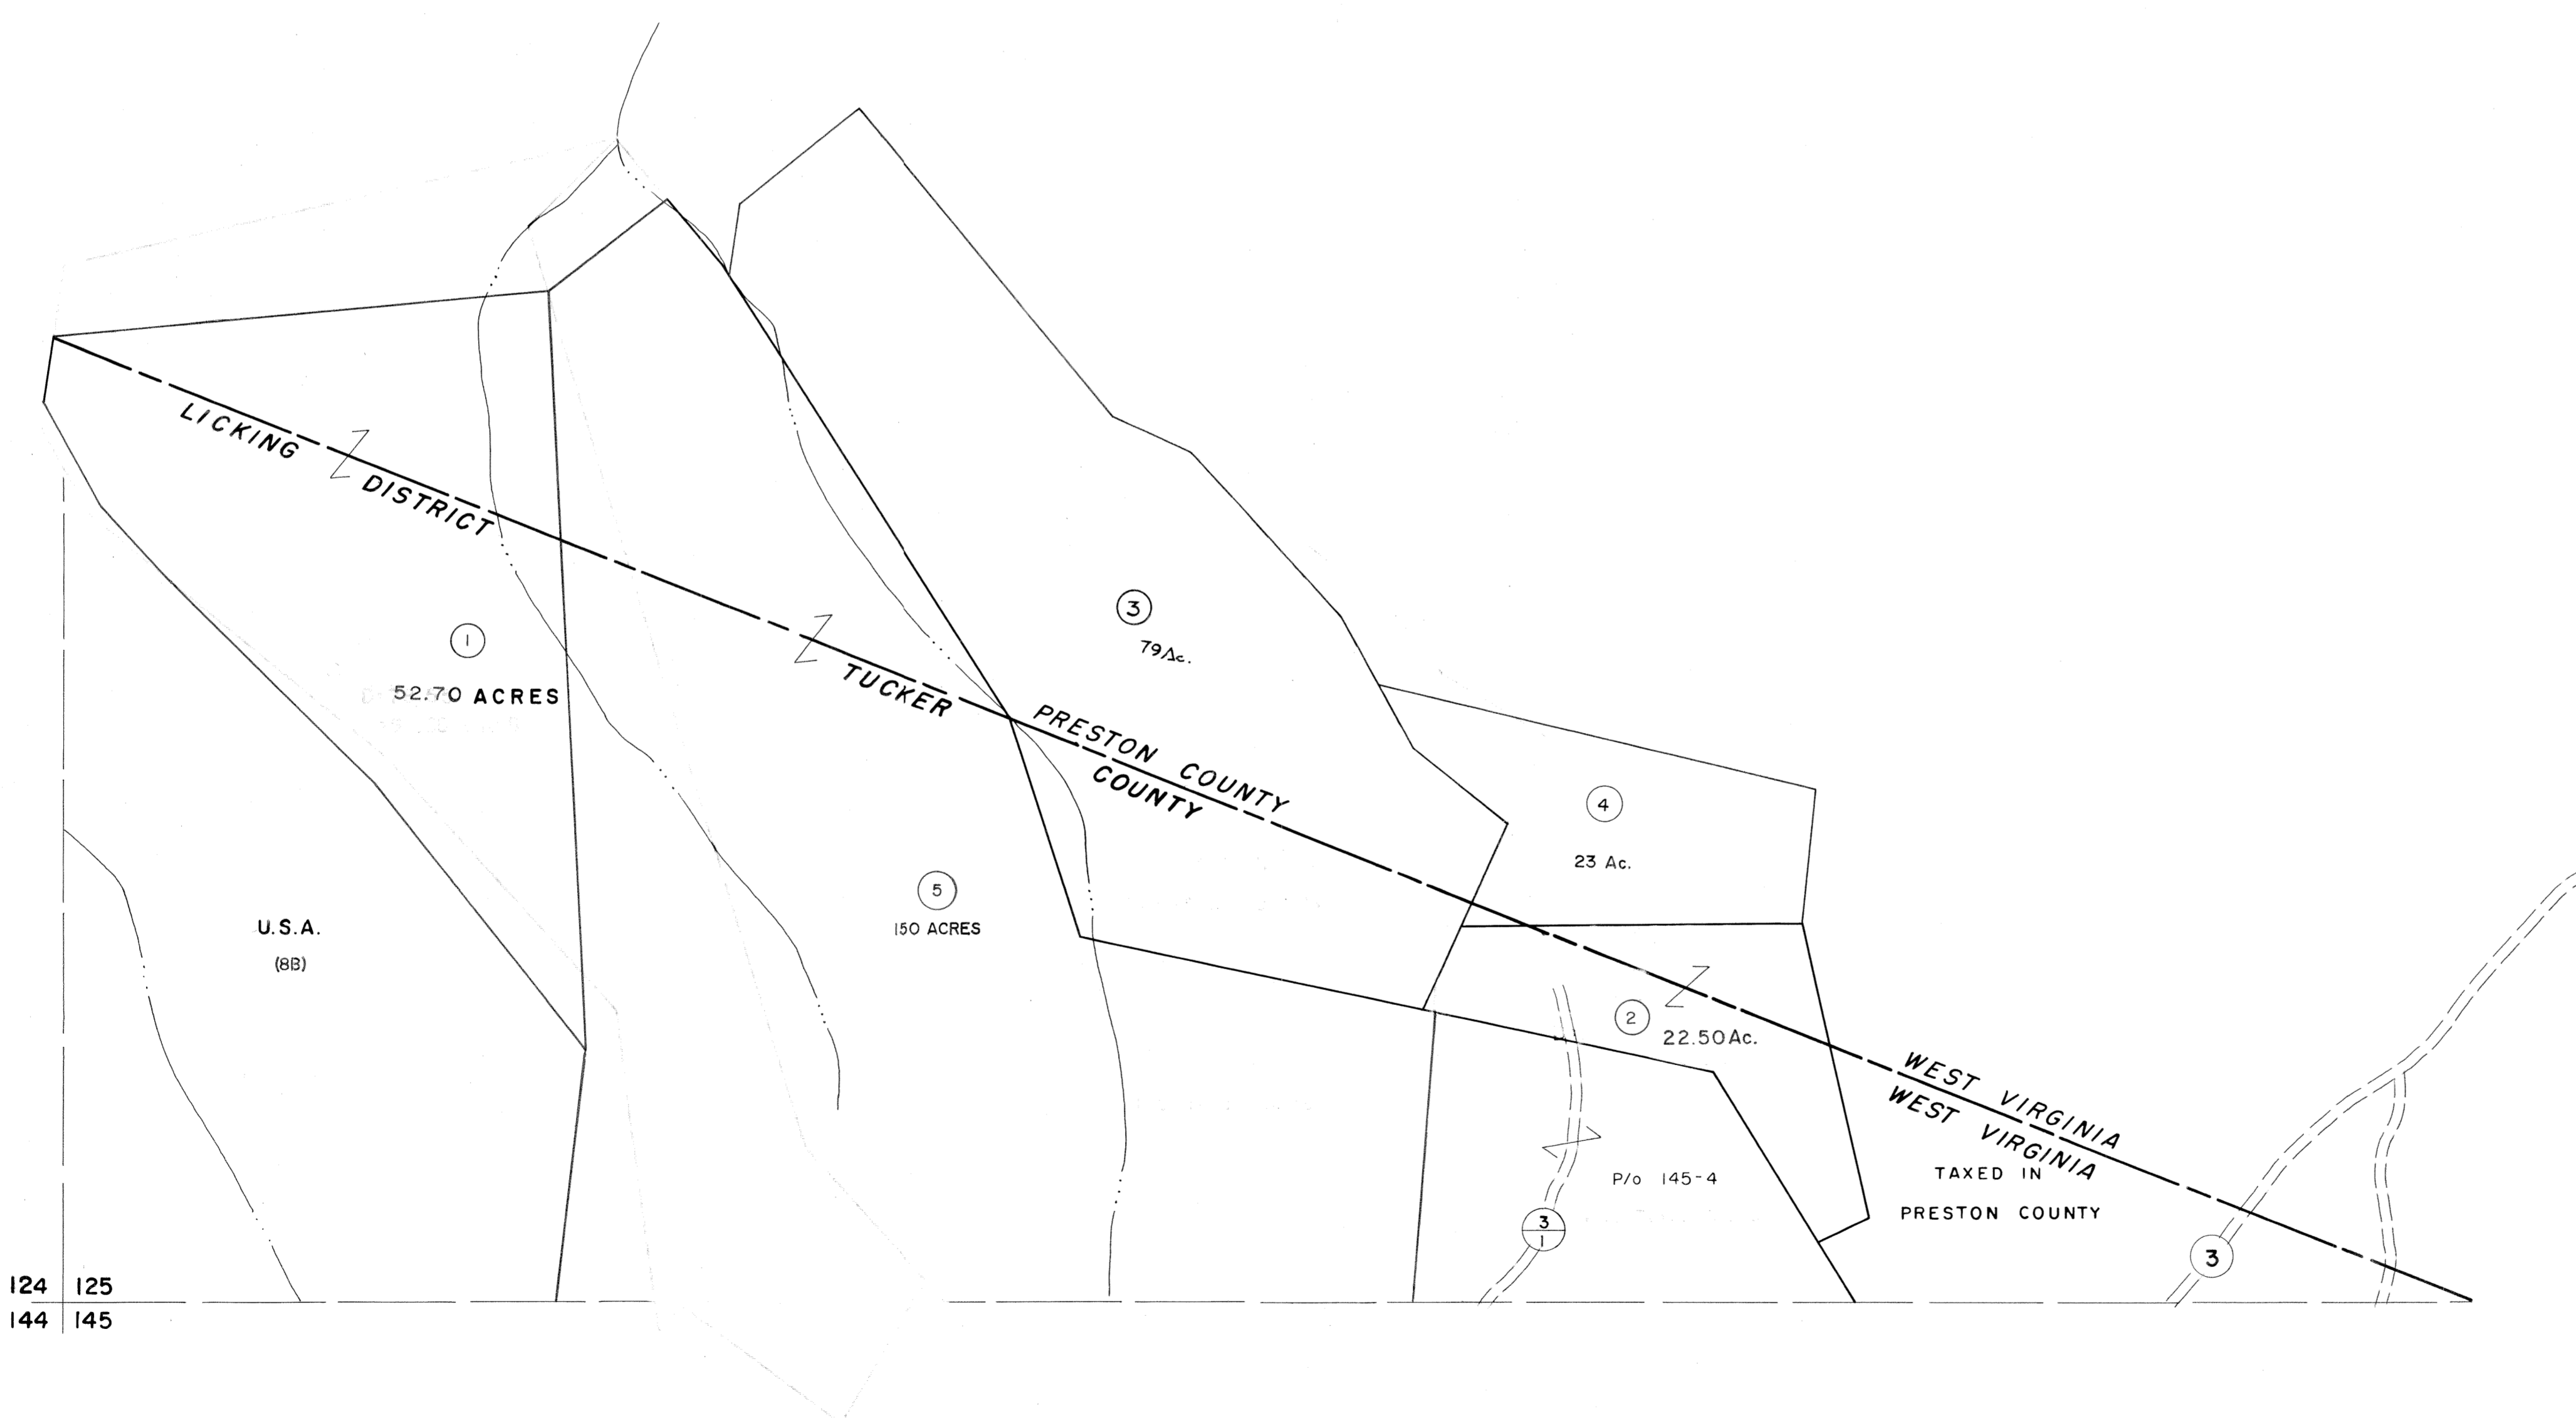 LICKING
DISTRICT
3
79Ac.
1
52.70 ACRES
TUCKER
PRESTON COUNTY
COUNTY
4
23 Ac.
5
150 ACRES
U.S.A.
(8B)
2
22.50Ac.
WEST VIRGINIA
WEST VIRGINIA
TAXED IN
PRESTON COUNTY
P/o 145-4
3
1
3
124 125
144 145